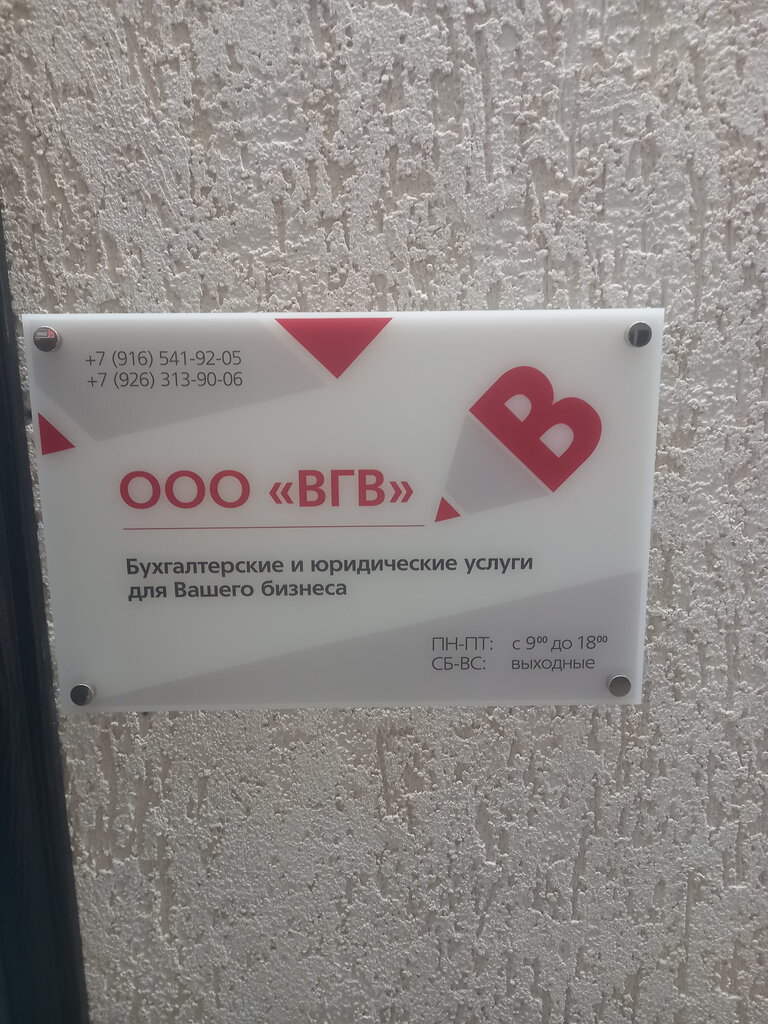 +7 (916) 541-92-05
+7 (926) 313-90-06
В
ООО «ВГВ»
Бухгалтерские и юридические услуги
для Вашего бизнеса
ПН-ПТ: с 9⁰⁰ до 18⁰⁰
СБ-ВС: выходные